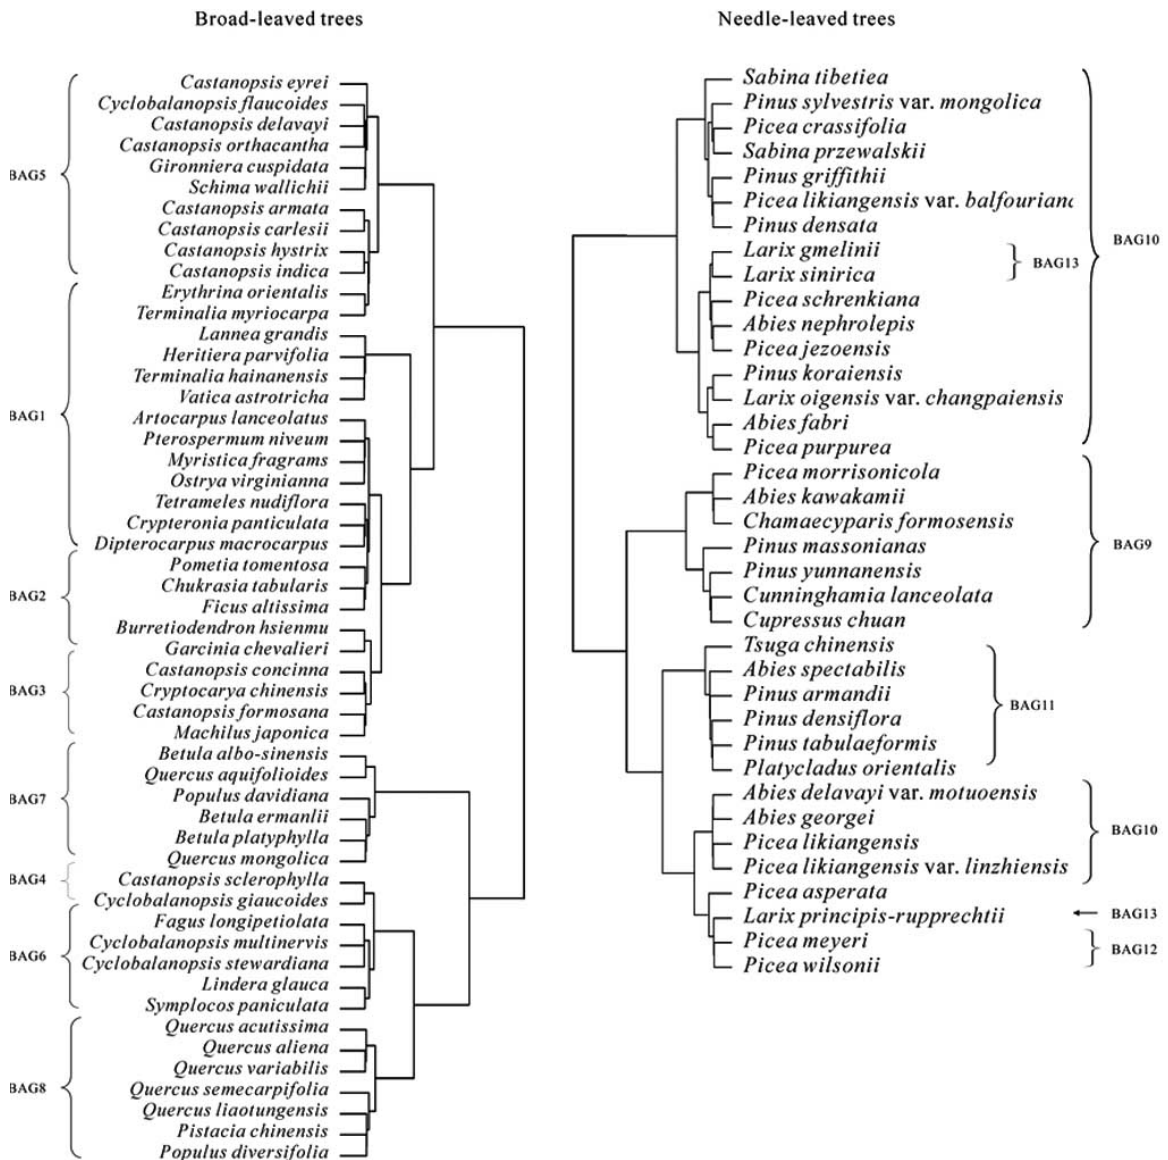 Broad-leaved trees
Castanopsis eyrei
Cyclobalanopsis flaucoides
Castanopsis delavayi
Castanopsis orthacantha
Gironniera cuspidata
Schima wallichii
Castanopsis armata
Castanopsis carlesii
Castanopsis hystrix
Castanopsis indica
Erythrina orientalis
Terminalia myriocarpa
Lannea grandis
Heritiera parvifolia
Terminalia hainanensis
Vatica astrotricha
Artocarpus lanceolatus
Pterospermum niveum
Myristica fragrams
Ostrya virginianna
Tetrameles nudiflora
Crypteronia panticulata
Dipterocarpus macrocarpus
Pometia tomentosa
Chukrasia tabularis
Ficus altissima
Burretiodendron hsienmu
Garcinia chevalieri
Castanopsis concinna
Cryptocarya chinensis
Castanopsis formosana
Machilus japonica
Betula albo-sinensis
Quercus aquifolioides
Populus davidiana
Betula ermanlii
Betula platyphylla
Quercus mongolica
Castanopsis sclerophylla
Cyclobalanopsis giaucoides
Fagus longipetiolata
Cyclobalanopsis multinervis
Cyclobalanopsis stewardiana
Lindera glauca
Symplocos paniculata
Quercus acutissima
Quercus aliena
Quercus variabilis
Quercus semecarpifolia
Quercus liaotungensis
Pistacia chinensis
Populus diversifolia
BAG5
BAG1
BAG2
BAG3
BAG7
BAG4
BAG6
BAG8
Needle-leaved trees
Sabina tibetiea
Pinus sylvestris var. mongolica
Picea crassifolia
Sabina przewalskii
Pinus griffithii
Picea likiangensis var. balfouriana
Pinus densata
Larix gmelinii
Larix sinirica
Picea schrenkiana
Abies nephrolepis
Picea jezoensis
Pinus koraiensis
Larix oigensis var. changpaiensis
Abies fabri
Picea purpurea
Picea morrisonicola
Abies kawakamii
Chamaecyparis formosensis
Pinus massonianas
Pinus yunnanensis
Cunninghamia lanceolata
Cupressus chuan
Tsuga chinensis
Abies spectabilis
Pinus armandii
Pinus densiflora
Pinus tabulaeformis
Platycladus orientalis
Abies delavayi var. motuoensis
Abies georgei
Picea likiangensis
Picea likiangensis var. linzhiensis
Picea asperata
Larix principis-rupprechtii
Picea meyeri
Picea wilsonii
BAG10
BAG13
BAG9
BAG11
BAG10
BAG13
BAG12